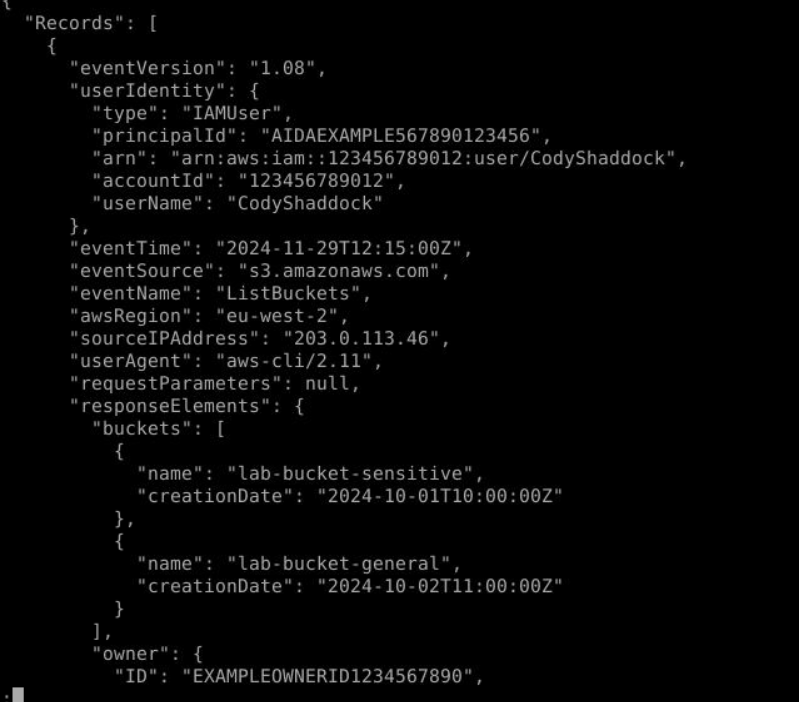 {
  "Records": [
    {
      "eventVersion": "1.08",
      "userIdentity": {
        "type": "IAMUser",
        "principalId": "AIDAEXAMPLE567890123456",
        "arn": "arn:aws:iam::123456789012:user/CodyShaddock",
        "accountId": "123456789012",
        "userName": "CodyShaddock"
      },
      "eventTime": "2024-11-29T12:15:00Z",
      "eventSource": "s3.amazonaws.com",
      "eventName": "ListBuckets",
      "awsRegion": "eu-west-2",
      "sourceIPAddress": "203.0.113.46",
      "userAgent": "aws-cli/2.11",
      "requestParameters": null,
      "responseElements": {
        "buckets": [
          {
            "name": "lab-bucket-sensitive",
            "creationDate": "2024-10-01T10:00:00Z"
          },
          {
            "name": "lab-bucket-general",
            "creationDate": "2024-10-02T11:00:00Z"
          }
        ],
        "owner": {
          "ID": "EXAMPLEOWNERID1234567890",